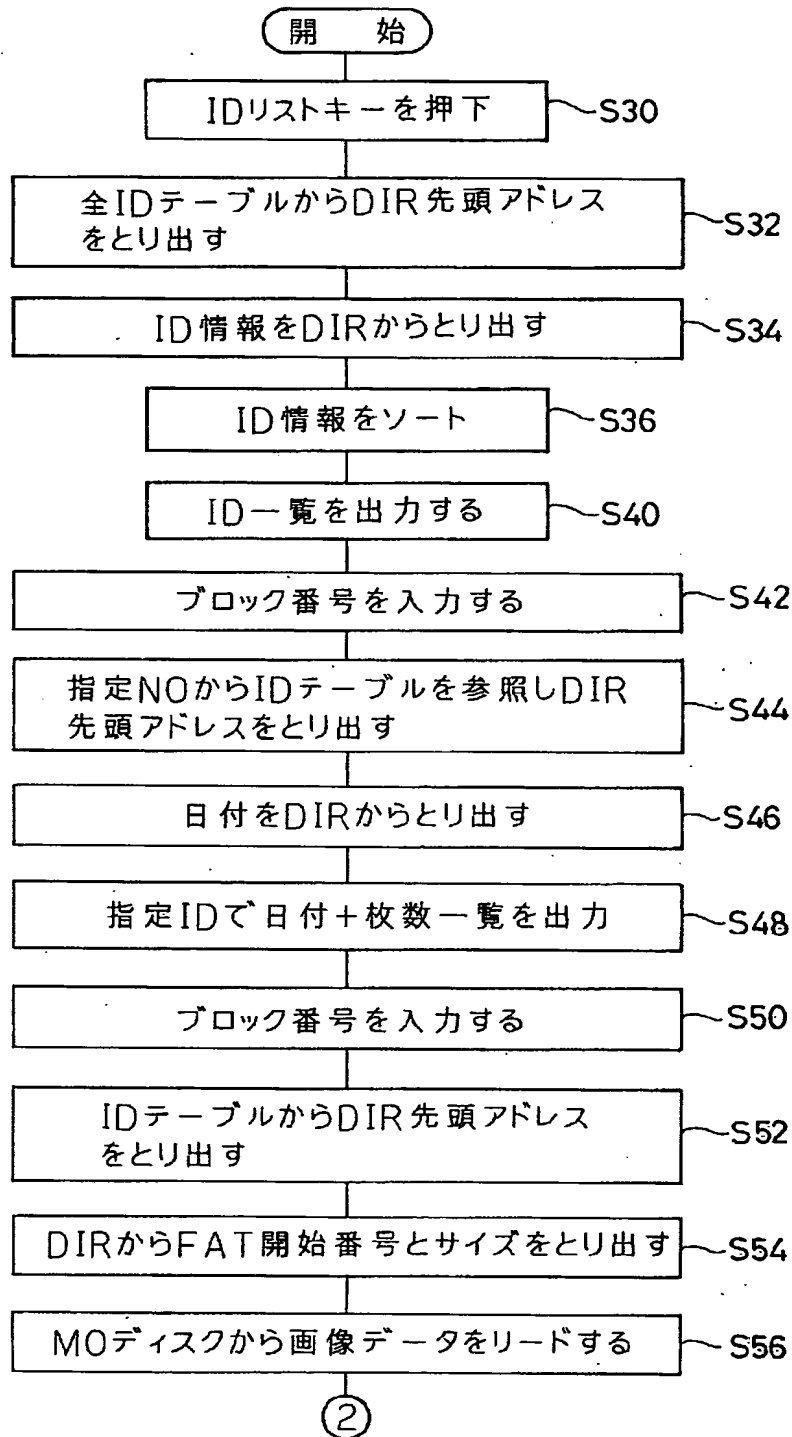 開 始
IDリストキーを押下
S30
全IDテーブルからDIR先頭アドレス
をとり出す
S32
ID情報をDIRからとり出す
S34
ID情報をソート
S36
ID一覧を出力する
S40
ブロック番号を入力する
S42
指定NOからIDテーブルを参照しDIR
先頭アドレスをとり出す
S44
日付をDIRからとり出す
S46
指定IDで日付+枚数一覧を出力
S48
ブロック番号を入力する
S50
IDテーブルからDIR先頭アドレス
をとり出す
S52
DIRからFAT開始番号とサイズをとり出す
S54
MOディスクから画像データをリードする
S56
②